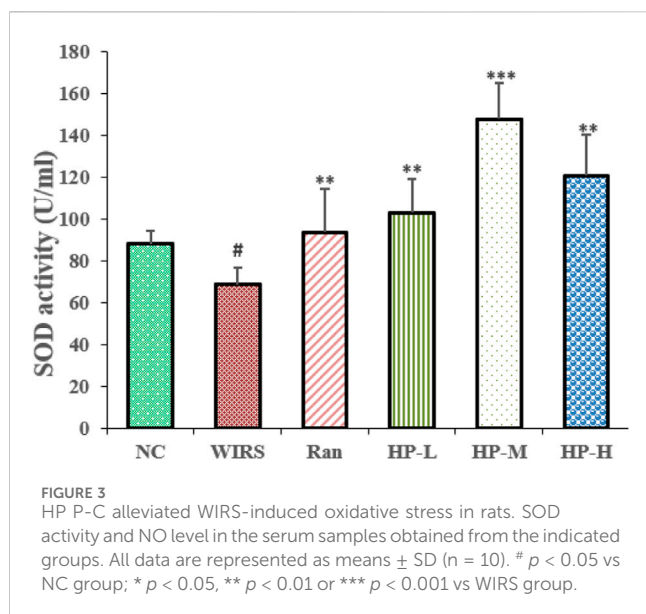 180
160
140
120
100
80
60
40
20
0
SOD activity (U/ml)
#
**
**
***
**
NC WIRS Ran HP-L HP-M HP-H
FIGURE 3
HP P-C alleviated WIRS-induced oxidative stress in rats. SOD
activity and NO level in the serum samples obtained from the indicated
groups. All data are represented as means ± SD (n = 10). # p < 0.05 vs
NC group; * p < 0.05, ** p < 0.01 or *** p < 0.001 vs WIRS group.